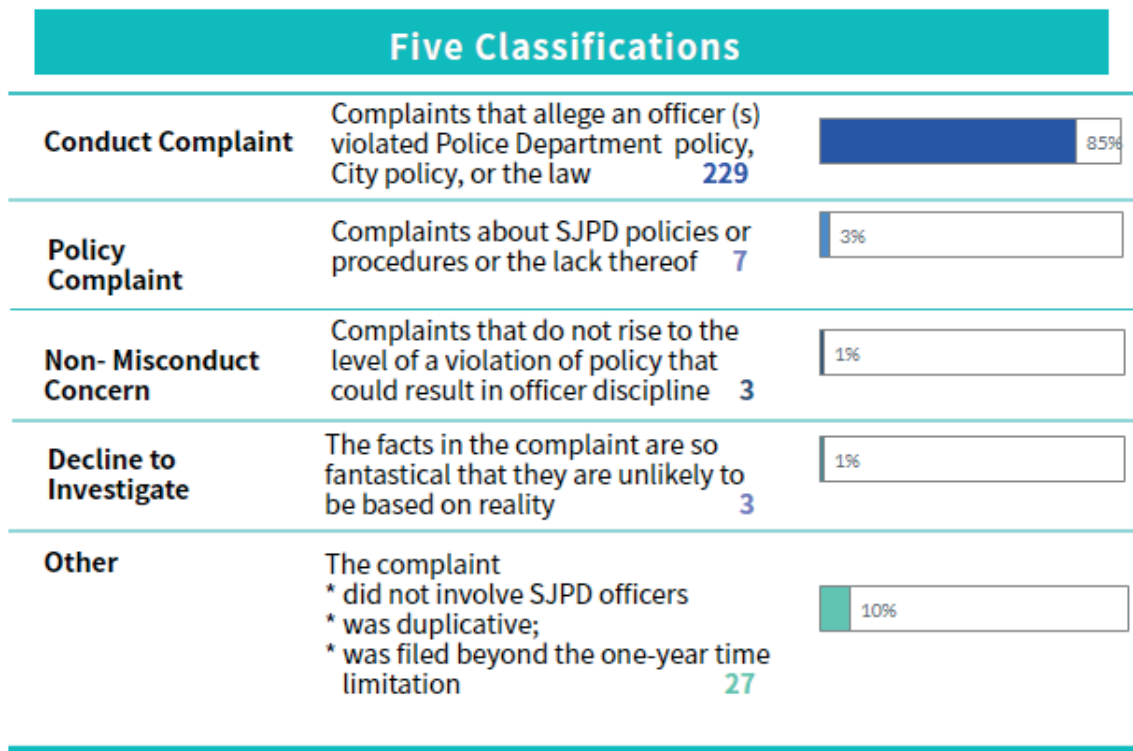 Five Classifications
Conduct Complaint
Complaints that allege an officer (s)
violated Police Department policy,
City policy, or the law 229
85%
Policy
Complaint
Complaints about SJPD policies or
procedures or the lack thereof 7
3%
Non- Misconduct
Concern
Complaints that do not rise to the
level of a violation of policy that
could result in officer discipline 3
1%
Decline to
Investigate
The facts in the complaint are so
fantastical that they are unlikely to
be based on reality 3
1%
Other
The complaint
* did not involve SJPD officers
* was duplicative;
* was filed beyond the one-year time
limitation 27
10%